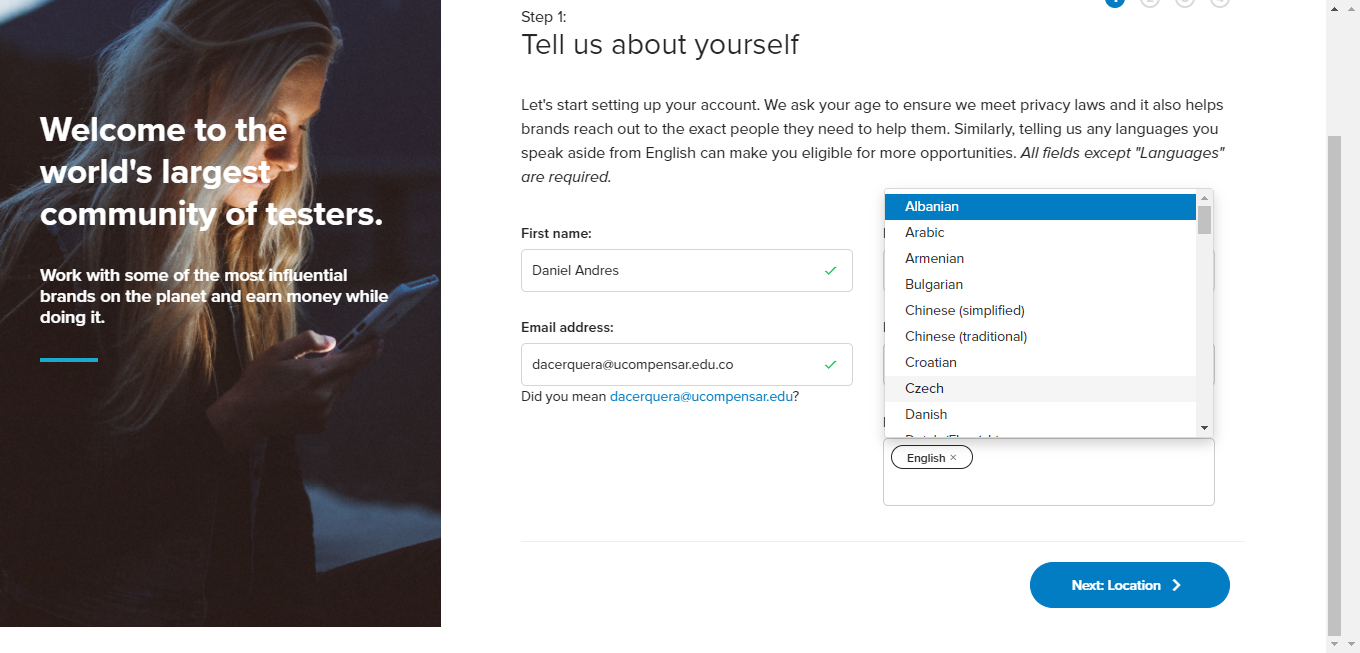 Welcome to the
world's largest
community of testers.
Work with some of the most influential
brands on the planet and earn money while
doing it.
Step 1:
Tell us about yourself
Let's start setting up your account. We ask your age to ensure we meet privacy laws and it also helps
brands reach out to the exact people they need to help them. Similarly, telling us any languages you
speak aside from English can make you eligible for more opportunities. All fields except "Languages"
are required.
First name:
Daniel Andres
Email address:
dacerquera@ucompensar.edu.co
Did you mean dacerquera@ucompensar.edu?
Albanian
Arabic
Armenian
Bulgarian
Chinese (simplified)
Chinese (traditional)
Croatian
Czech
Danish
English ×
Next: Location